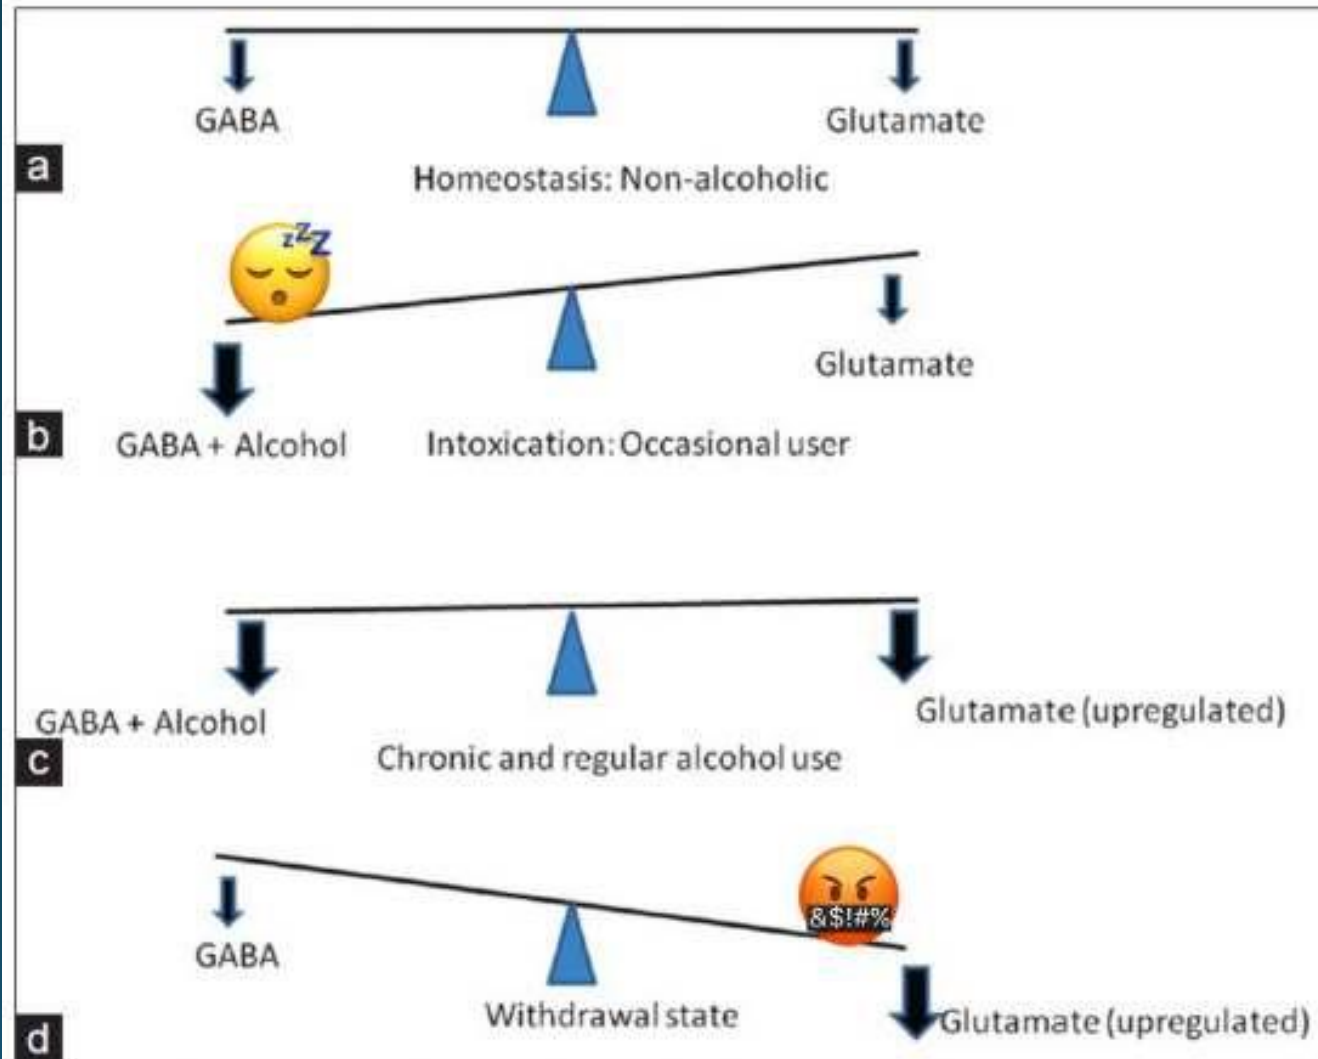 GABA
Glutamate
a
Homeostasis: Non-alcoholic
zZZ
Glutamate
b
GABA + Alcohol
Intoxication: Occasional user
GABA + Alcohol
Glutamate (upregulated)
c
Chronic and regular alcohol use
&$!#%
GABA
Withdrawal state
Glutamate (upregulated)
d